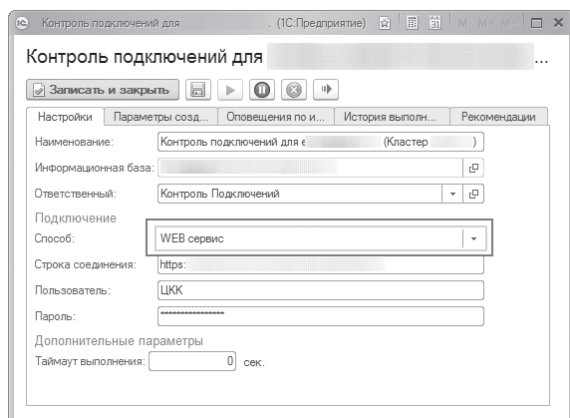 Контроль подключений для . (1С:Предприятие) M M+ M-
Контроль подключений для ...
Записать и закрыть
Настройки Параметры созд... Оповещения по и... История выполн... Рекомендации
Наименование: Контроль подключений для (Кластер )
Информационная база:
Ответственный: Контроль Подключений
Подключение
Способ: WEB сервис
Строка соединения: https:
Пользователь: ЦКК
Пароль: ****************
Дополнительные параметры
Таймаут выполнения: 0 сек.